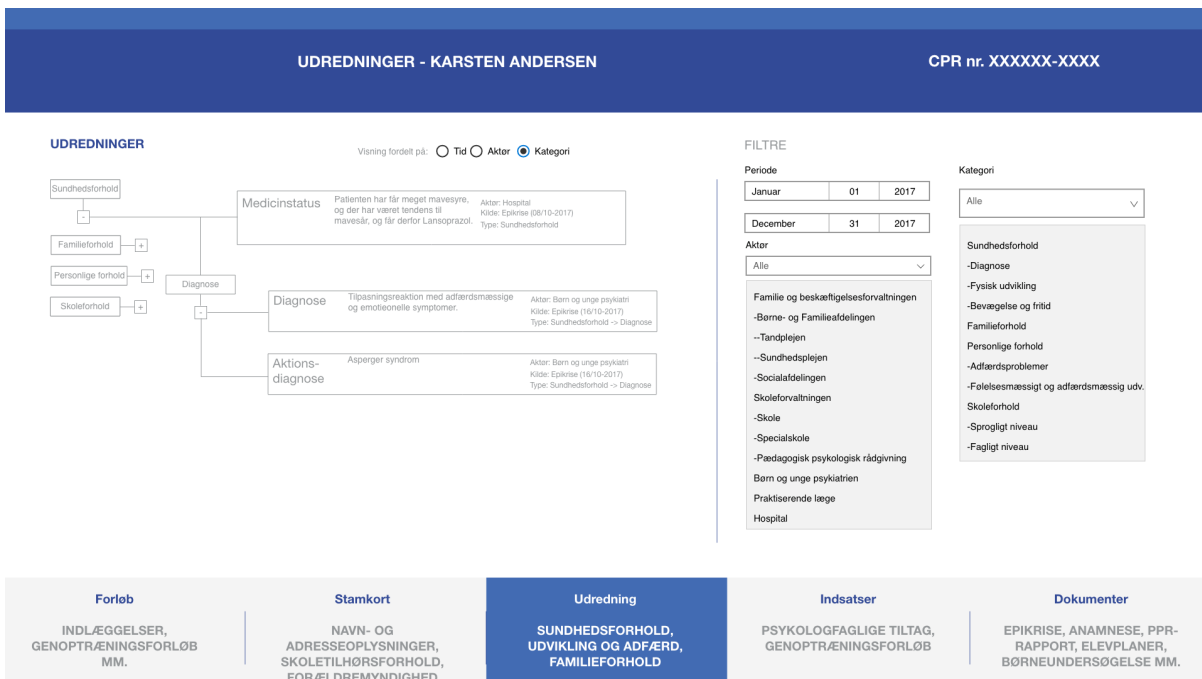 UDREDNINGER - KARSTEN ANDERSEN
CPR nr. XXXXXX-XXXX
UDREDNINGER
Visning fordelt på: Tid Aktør Kategori
Sundhedsforhold
-
Familieforhold +
Personlige forhold +
Skoleforhold +
Medicinstatus
Patienten har får meget mavesyre,
og der har været tendens til
mavesår, og får derfor Lansoprazol.
Aktør: Hospital
Kilde: Epikrise (08/10-2017)
Type: Sundhedsforhold
Diagnose
-
Diagnose
Tilpasningsreaktion med adfærdsmæssige
og emotieonelle symptomer.
Aktør: Børn og unge psykiatri
Kilde: Epikrise (16/10-2017)
Type: Sundhedsforhold -> Diagnose
Aktions-
diagnose
Asperger syndrom
Aktør: Børn og unge psykiatri
Kilde: Epikrise (16/10-2017)
Type: Sundhedsforhold -> Diagnose
FILTRE
Periode
Januar 01 2017
December 31 2017
Aktør
Alle
Familie og beskæftigelsesforvaltningen
-Børne- og Familieafdelingen
--Tandplejen
--Sundhedsplejen
-Socialafdelingen
Skoleforvaltningen
-Skole
-Specialskole
-Pædagogisk psykologisk rådgivning
Børn og unge psykiatrien
Praktiserende læge
Hospital
Kategori
Alle
Sundhedsforhold
-Diagnose
-Fysisk udvikling
-Bevægelse og fritid
Familieforhold
Personlige forhold
-Adfærdsproblemer
-Følelsesmæssigt og adfærdsmæssig udv.
Skoleforhold
-Sprogligt niveau
-Fagligt niveau
Forløb
INDLÆGGELSER,
GENOPTRÆNINGSFORLØB
MM.
Stamkort
NAVN- OG
ADRESSEOPLYSNINGER,
SKOLETILHØRSFORHOLD,
FORÆLDREMYNDIGHED
Udredning
SUNDHEDSFORHOLD,
UDVIKLING OG ADFÆRD,
FAMILIEFORHOLD
Indsatser
PSYKOLOGFAGLIGE TILTAG,
GENOPTRÆNINGSFORLØB
Dokumenter
EPIKRISE, ANAMNESE, PPR-
RAPPORT, ELEVPLANER,
BØRNEUNDERSØGELSE MM.